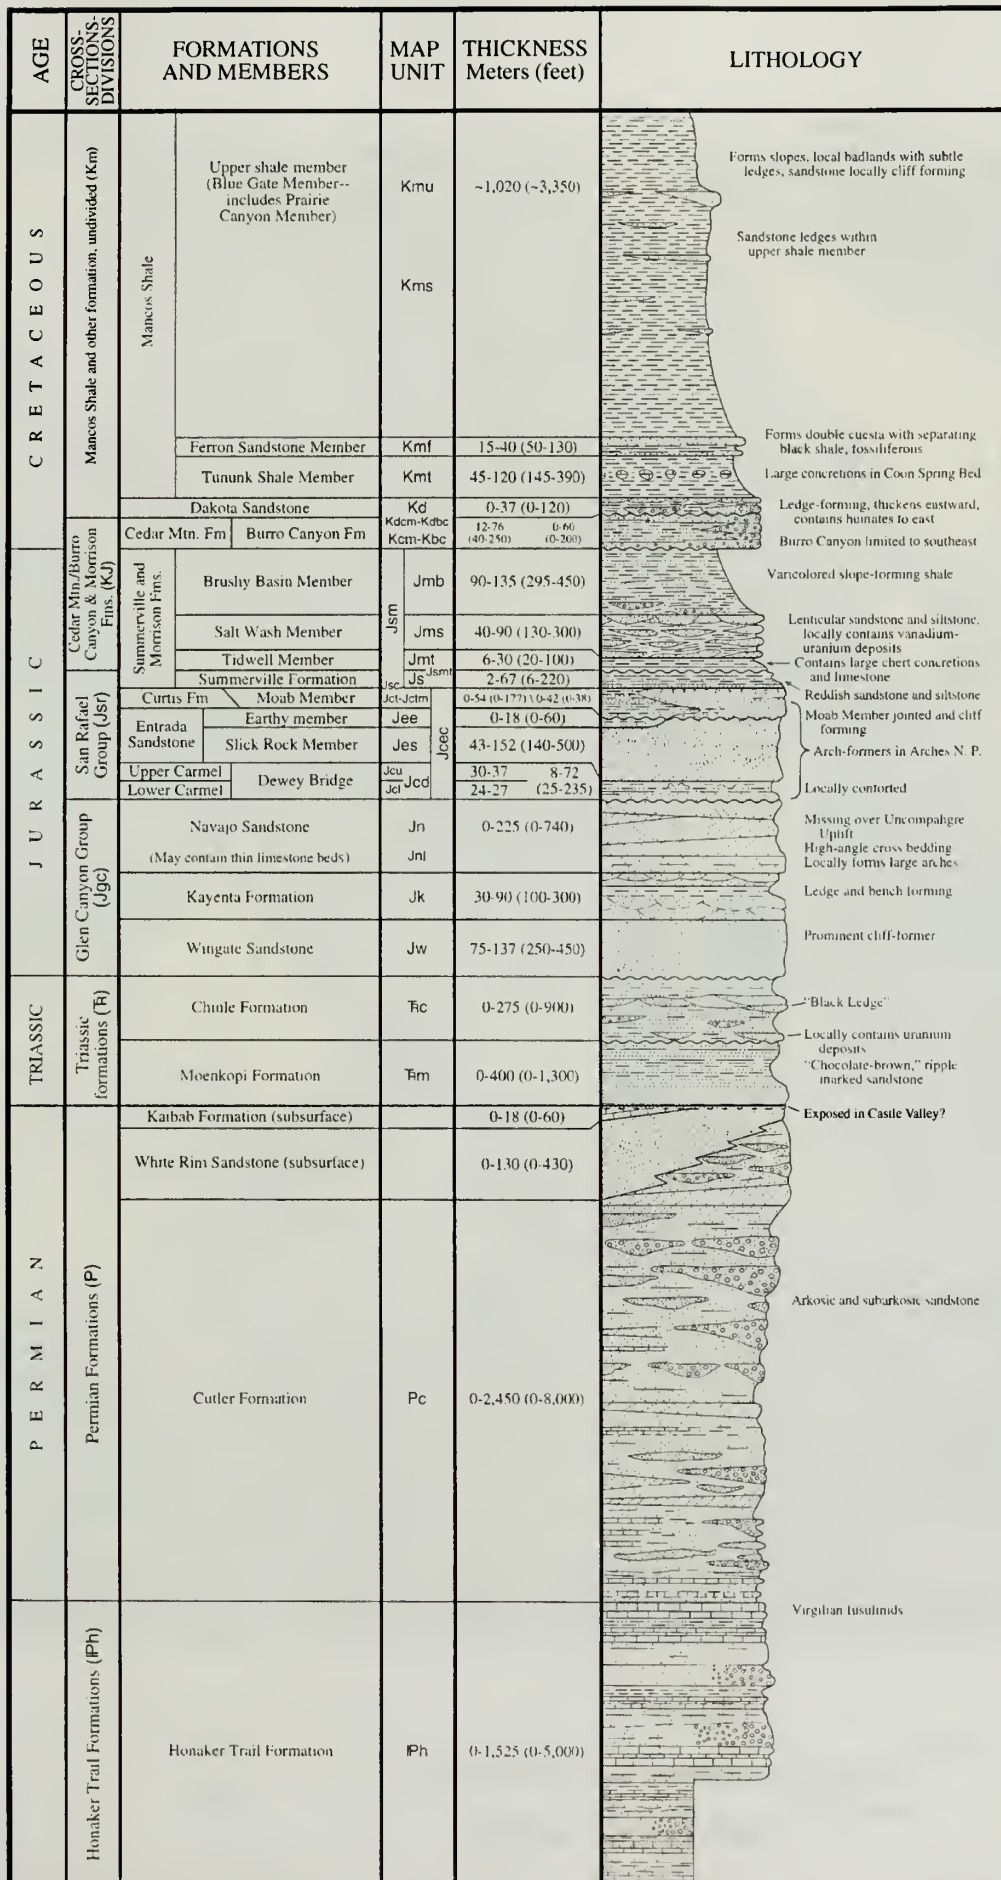 AGE
CROSS-
SECTIONS-
DIVISIONS
FORMATIONS
AND MEMBERS
MAP
UNIT
THICKNESS
Meters (feet)
LITHOLOGY
CRETACEOUS
Mancos Shale and other formation, undivided (Km)
Mancos Shale
Upper shale member
(Blue Gate Member--
includes Prairie
Canyon Member)
Kmu
Kms
~1,020 (~3,350)
Forms slopes, local badlands with subtle
ledges, sandstone locally cliff forming
Sandstone ledges within
upper shale member
Ferron Sandstone Member
Kmf
15-40 (50-130)
Forms double cuesta with separating
black shale, fossiliferous
Tununk Shale Member
Kmt
45-120 (145-390)
Large concretions in Coon Spring Bed
Dakota Sandstone
Kd
0-37 (0-120)
Ledge-forming, thickens eastward,
contains humates to east
Cedar Mtn. Fm
Burro Canyon Fm
Kdcm-Kdbc
Kcm-Kbc
12-76
(40-250)
0-60
(0-200)
Burro Canyon limited to southeast
JURASSIC
Cedar Mtn./Burro
Canyon & Morrison
Fms. (KJ)
Summerville and
Morrison Fms.
Brushy Basin Member
Jsm
Jmb
90-135 (295-450)
Varicolored slope-forming shale
Salt Wash Member
Jms
40-90 (130-300)
Lenticular sandstone and siltstone,
locally contains vanadium-
uranium deposits
Tidwell Member
Jmt
6-30 (20-100)
Contains large chert concretions
and limestone
Summerville Formation
Jsc
Js
Jsmt
2-67 (6-220)
Reddish sandstone and siltstone
San Rafael
Group (Jsr)
Curtis Fm
Moab Member
Jct-Jctm
0-54 (0-177) \ 0-42 (0-38)
Moab Member jointed and cliff
forming
Entrada
Sandstone
Earthy member
Jee
Jcec
0-18 (0-60)
Slick Rock Member
Jes
43-152 (140-500)
Arch-formers in Arches N. P.
Upper Carmel
Lower Carmel
Dewey Bridge
Jcu
Jcl
Jcd
30-37
24-27
8-72
(25-235)
Locally contorted
Glen Canyon Group
(Jgc)
Navajo Sandstone
(May contain thin limestone beds)
Jn
Jnl
0-225 (0-740)
Missing over Uncompahgre
Uplift
High-angle cross bedding
Locally forms large arches
Kayenta Formation
Jk
30-90 (100-300)
Ledge and bench forming
Wingate Sandstone
Jw
75-137 (250-450)
Prominent cliff-former
TRIASSIC
Triassic
formations (Ꞧ)
Chinle Formation
Ꞧc
0-275 (0-900)
"Black Ledge"
Locally contains uranium
deposits
Moenkopi Formation
Ꞧm
0-400 (0-1,300)
"Chocolate-brown," ripple
marked sandstone
PERMIAN
Permian Formations (P)
Kaibab Formation (subsurface)
0-18 (0-60)
Exposed in Castle Valley?
White Rim Sandstone (subsurface)
0-130 (0-430)
Cutler Formation
Pc
0-2,450 (0-8,000)
Arkosic and subarkosic sandstone
Honaker Trail Formations (ℙh)
Honaker Trail Formation
ℙh
0-1,525 (0-5,000)
Virgilian fusulinids